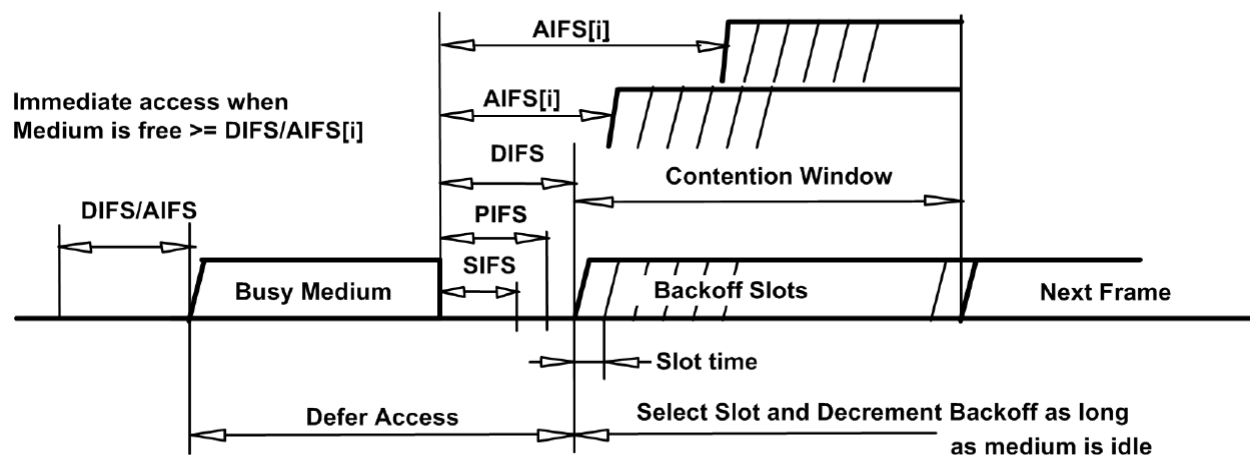 AIFS[i]
AIFS[i]
Immediate access when
Medium is free >= DIFS/AIFS[i]
DIFS
Contention Window
DIFS/AIFS
PIFS
SIFS
Busy Medium
Backoff Slots
Next Frame
Slot time
Defer Access
Select Slot and Decrement Backoff as long
as medium is idle